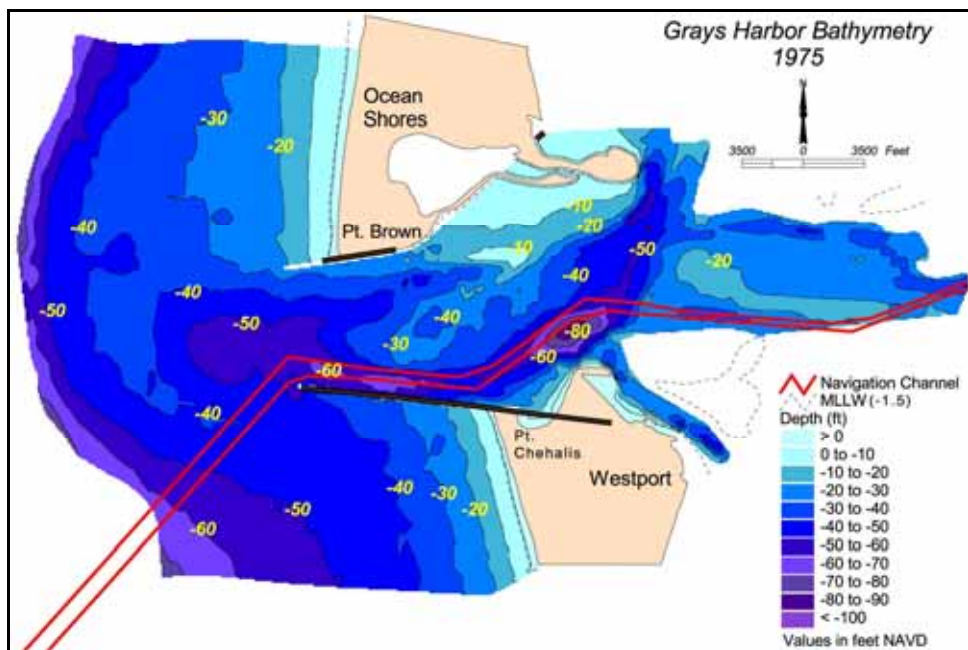 Grays Harbor Bathymetry
1975
N
3500 0 3500 Feet
Ocean
Shores
Pt. Brown
-30
-20
-40
-50
-40
-50
-60
-40
-60
-50
-40
-30
-20
-30
-40
-10
-10
-20
-40
-50
-20
-80
-60
Pt.
Chehalis
Westport
Navigation Channel
MLLW (-1.5)
Depth (ft)
> 0
0 to -10
-10 to -20
-20 to -30
-30 to -40
-40 to -50
-50 to -60
-60 to -70
-70 to -80
-80 to -90
< -100
Values in feet NAVD